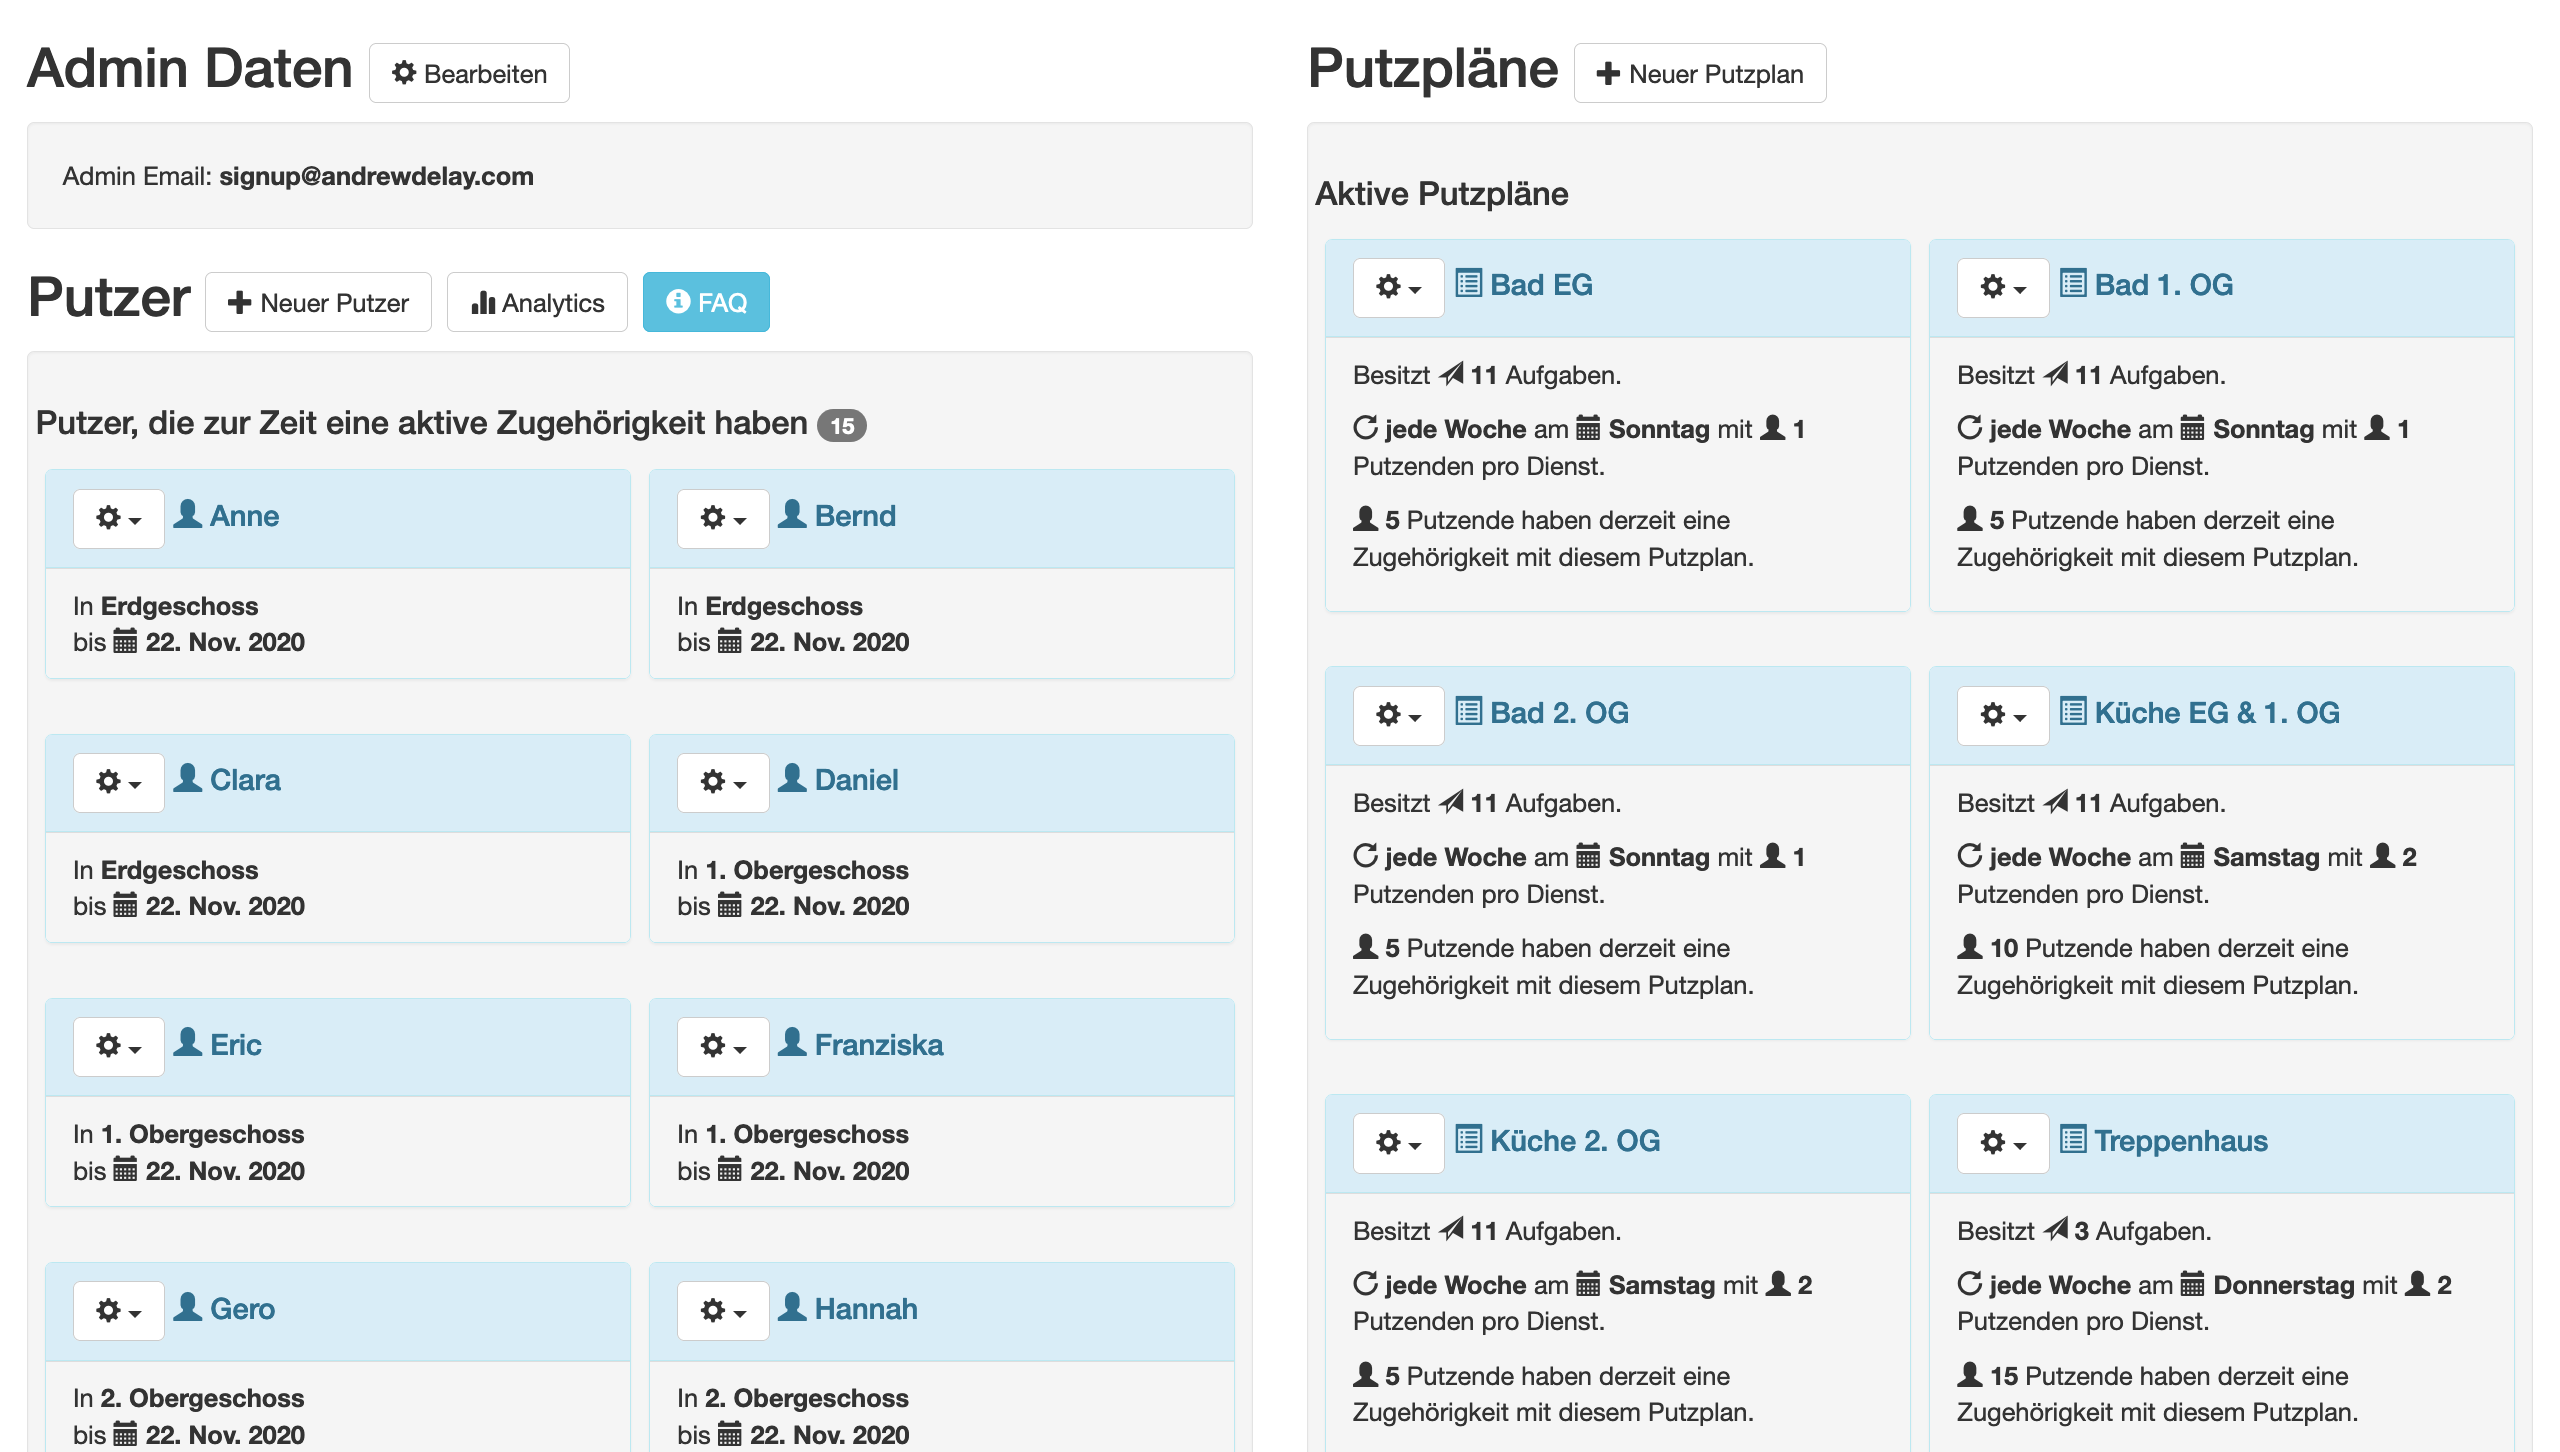 Admin Daten
Bearbeiten
Admin Email: signup@andrewdelay.com
Putzer
Neuer Putzer
Analytics
FAQ
Putzer, die zur Zeit eine aktive Zugehörigkeit haben 15
Anne
In Erdgeschoss
bis 22. Nov. 2020
Bernd
In Erdgeschoss
bis 22. Nov. 2020
Clara
In Erdgeschoss
bis 22. Nov. 2020
Daniel
In 1. Obergeschoss
bis 22. Nov. 2020
Eric
In 1. Obergeschoss
bis 22. Nov. 2020
Franziska
In 1. Obergeschoss
bis 22. Nov. 2020
Gero
In 2. Obergeschoss
bis 22. Nov. 2020
Hannah
In 2. Obergeschoss
bis 22. Nov. 2020
Putzpläne
Neuer Putzplan
Aktive Putzpläne
Bad EG
Besitzt 11 Aufgaben.
jede Woche am Sonntag mit 1
Putzenden pro Dienst.
5 Putzende haben derzeit eine
Zugehörigkeit mit diesem Putzplan.
Bad 1. OG
Besitzt 11 Aufgaben.
jede Woche am Sonntag mit 1
Putzenden pro Dienst.
5 Putzende haben derzeit eine
Zugehörigkeit mit diesem Putzplan.
Bad 2. OG
Besitzt 11 Aufgaben.
jede Woche am Sonntag mit 1
Putzenden pro Dienst.
5 Putzende haben derzeit eine
Zugehörigkeit mit diesem Putzplan.
Küche EG & 1. OG
Besitzt 11 Aufgaben.
jede Woche am Samstag mit 2
Putzenden pro Dienst.
10 Putzende haben derzeit eine
Zugehörigkeit mit diesem Putzplan.
Küche 2. OG
Besitzt 11 Aufgaben.
jede Woche am Samstag mit 2
Putzenden pro Dienst.
5 Putzende haben derzeit eine
Zugehörigkeit mit diesem Putzplan.
Treppenhaus
Besitzt 3 Aufgaben.
jede Woche am Donnerstag mit 2
Putzenden pro Dienst.
15 Putzende haben derzeit eine
Zugehörigkeit mit diesem Putzplan.